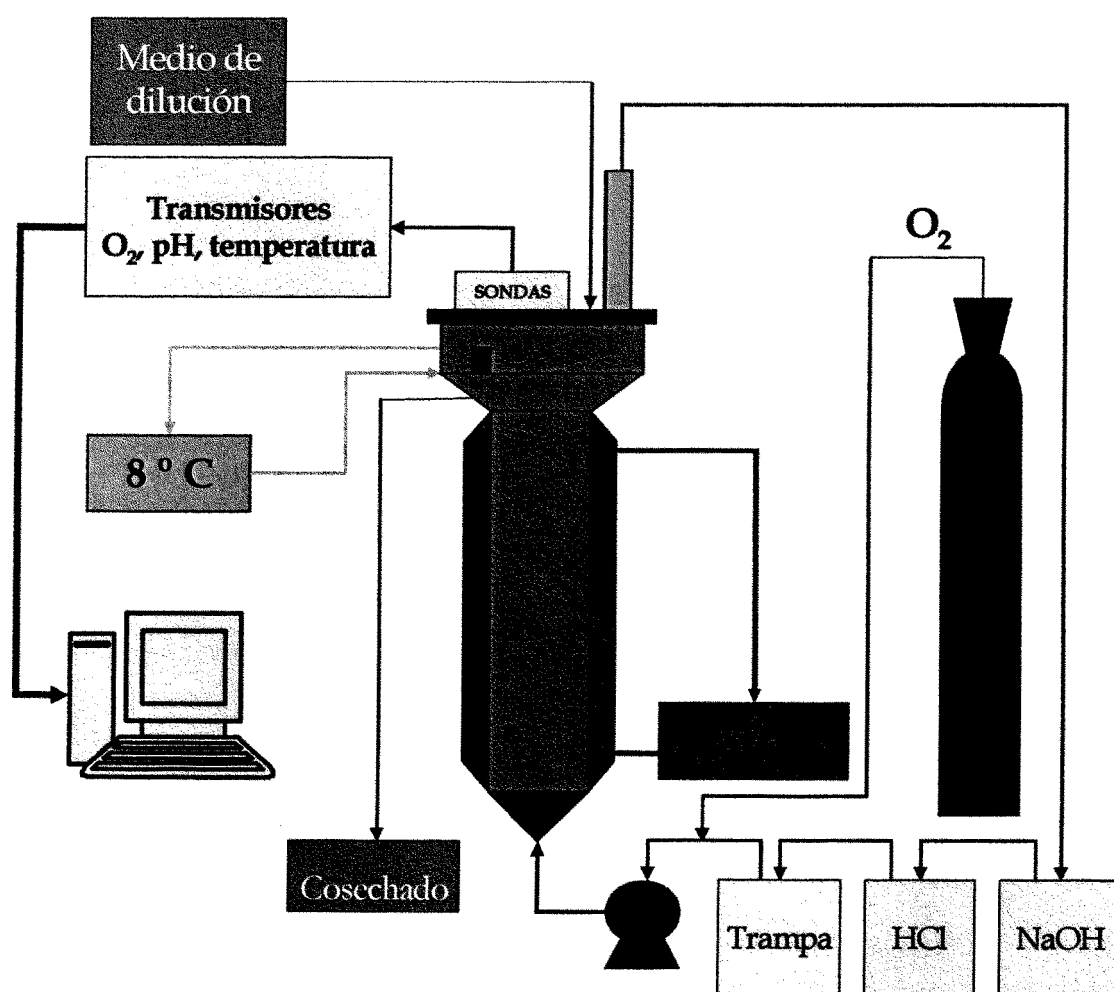 Medio de
dilución
Transmisores
O₂, pH, temperatura
SONDAS
O₂
8 º C
Cosechado
Trampa
HCl
NaOH